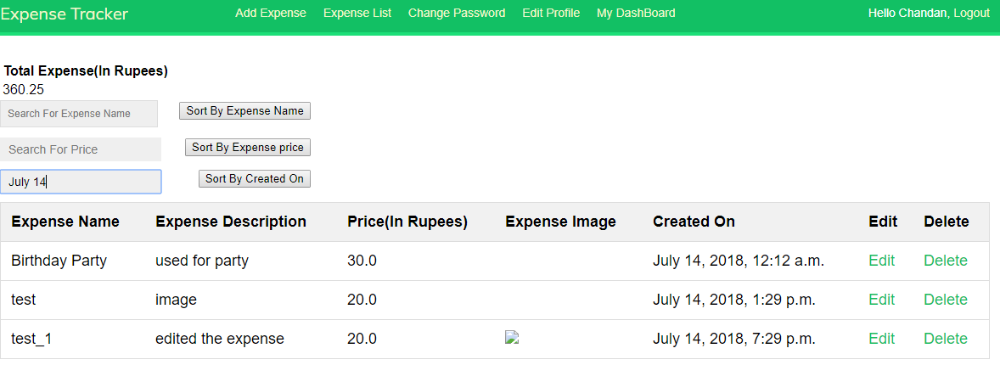 Expense Tracker Add Expense Expense List Change Password Edit Profile My DashBoard Hello Chandan, Logout
Total Expense(In Rupees)
360.25
Search For Expense Name Sort By Expense Name
Search For Price Sort By Expense price
July 14 Sort By Created On
Expense Name Expense Description Price(In Rupees) Expense Image Created On Edit Delete
Birthday Party used for party 30.0 July 14, 2018, 12:12 a.m. Edit Delete
test image 20.0 July 14, 2018, 1:29 p.m. Edit Delete
test_1 edited the expense 20.0 July 14, 2018, 7:29 p.m. Edit Delete